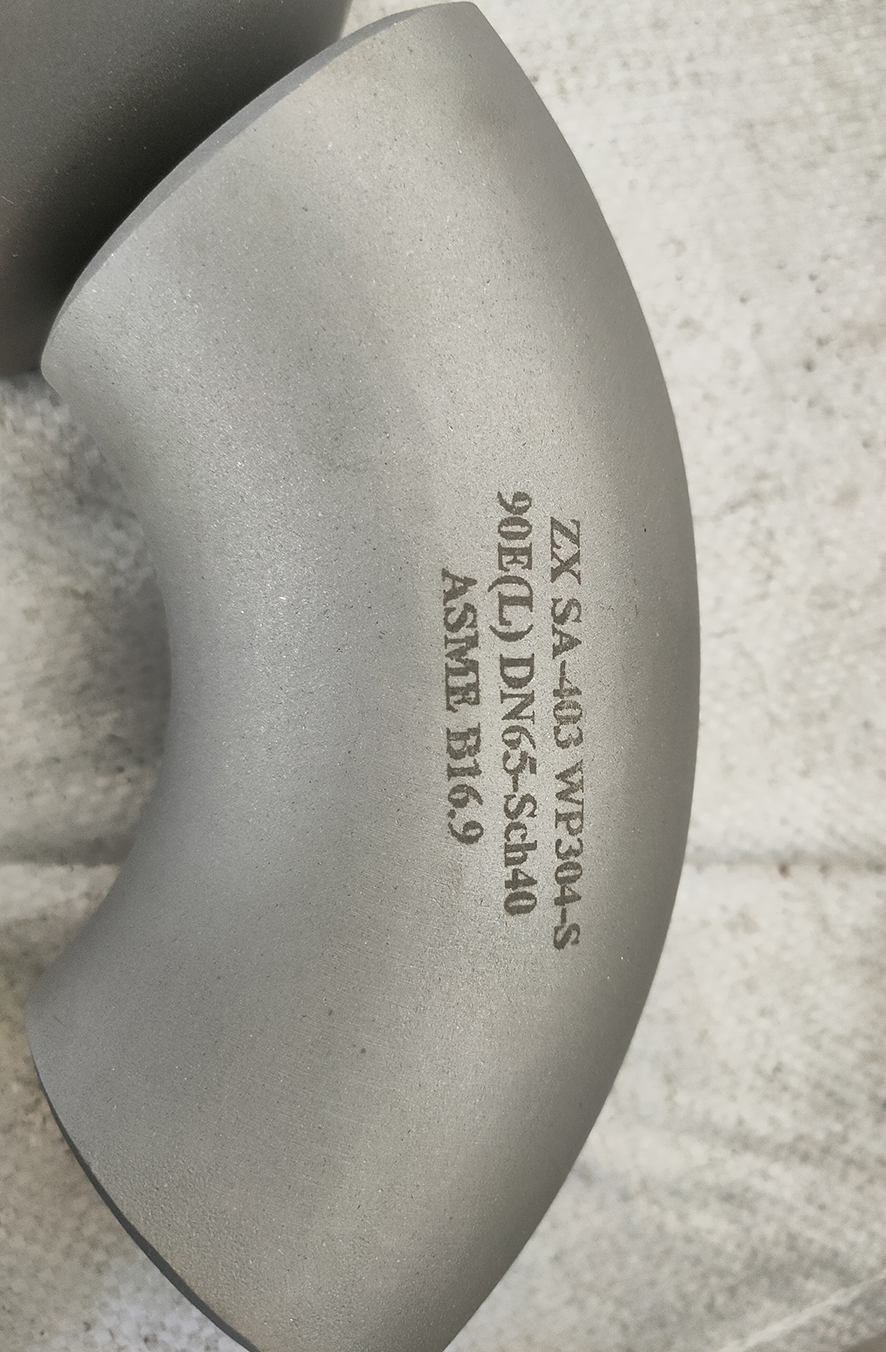 ZX SA-403 WP304-S
90E(L) DN65-Sch40
ASME B16.9